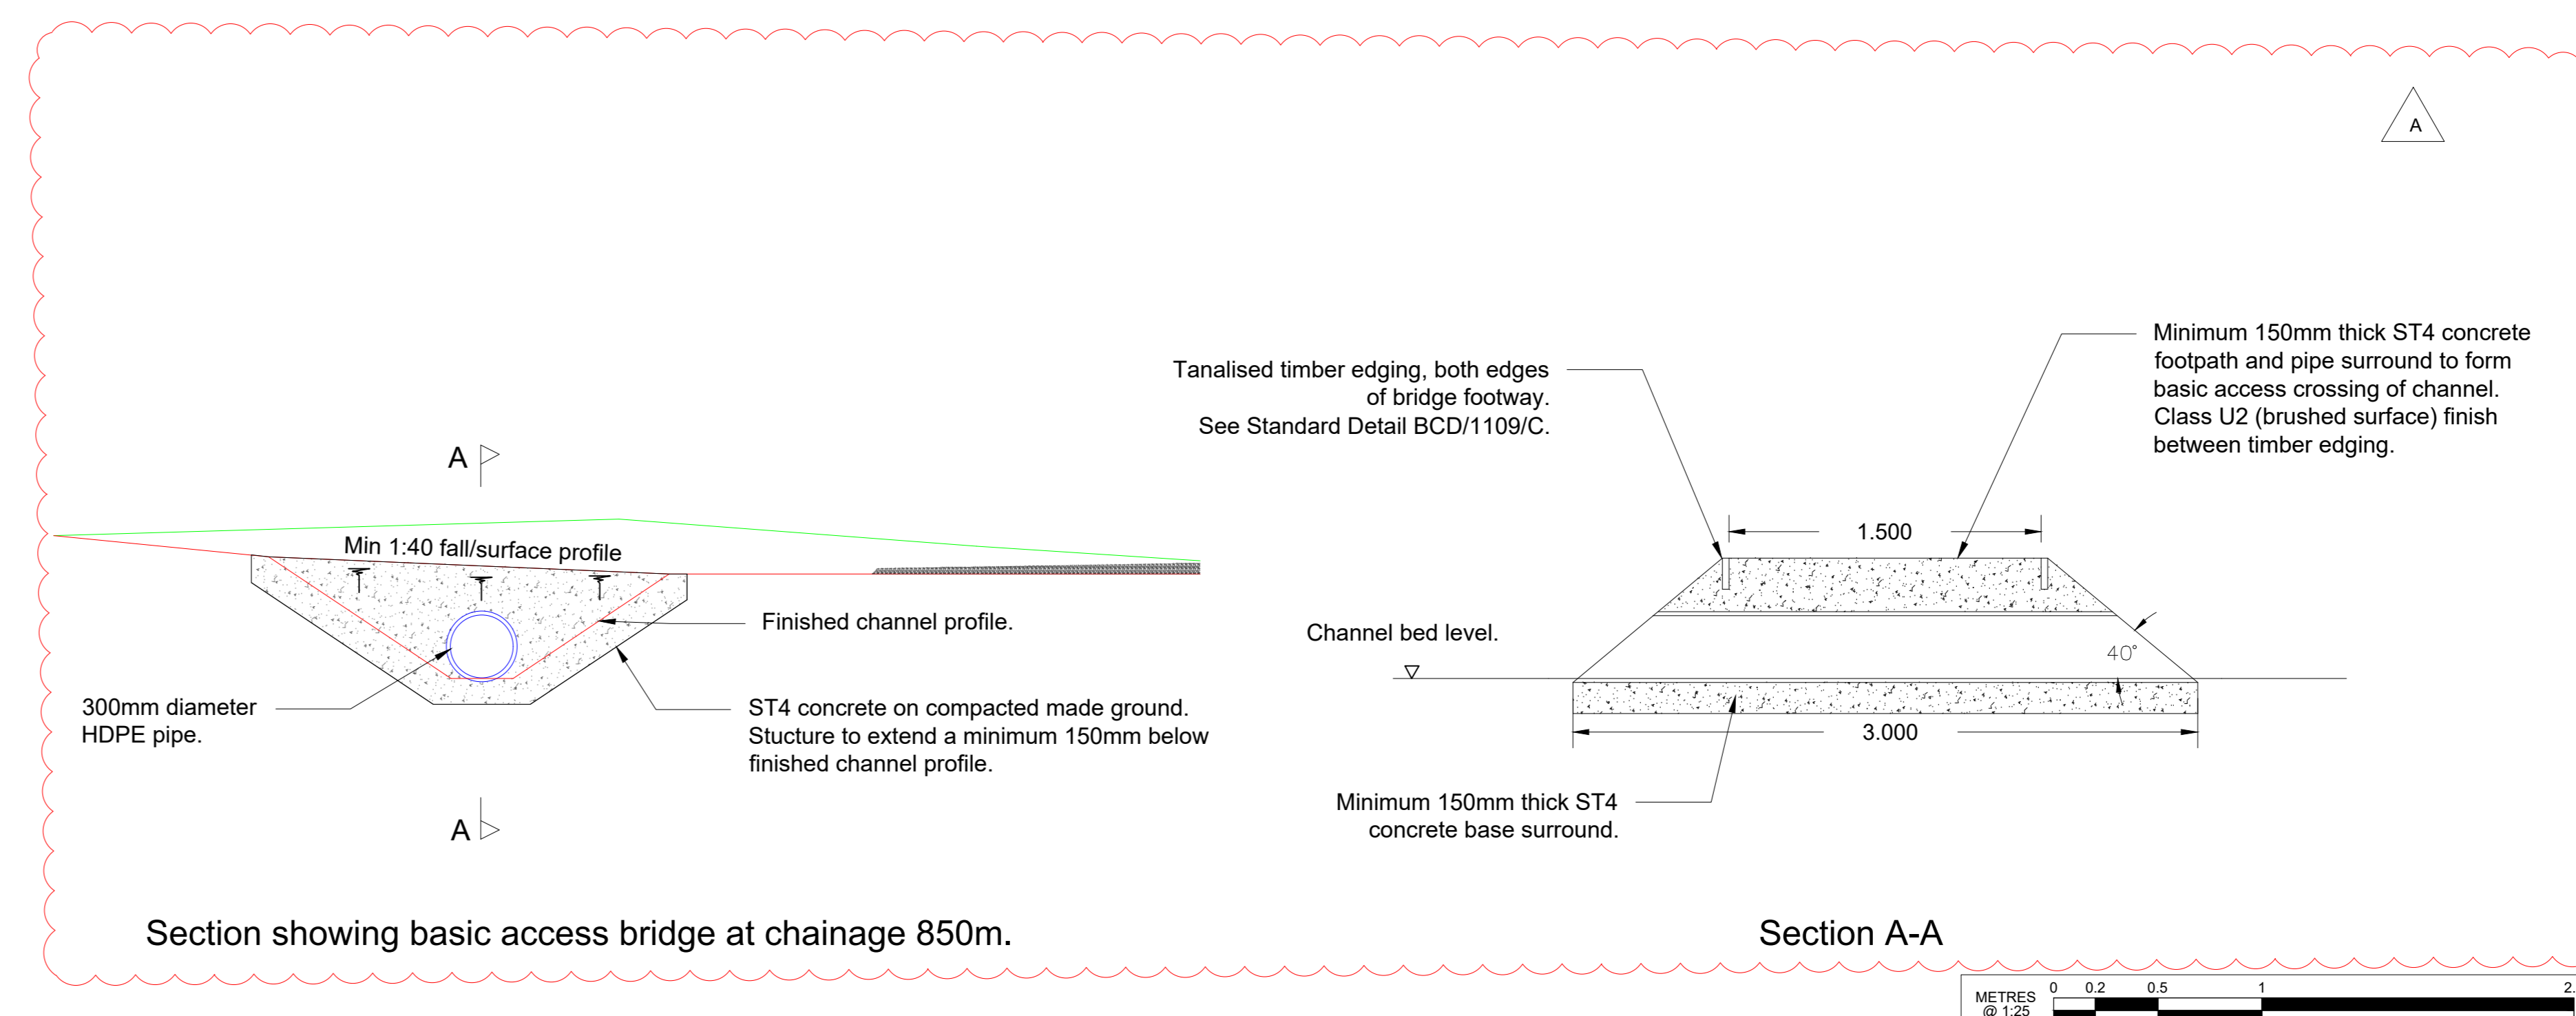 A
A
Min 1:40 fall/surface profile
Finished channel profile.
300mm diameter
HDPE pipe.
ST4 concrete on compacted made ground.
Stucture to extend a minimum 150mm below
finished channel profile.
A
Section showing basic access bridge at chainage 850m.
Tanalised timber edging, both edges
of bridge footway.
See Standard Detail BCD/1109/C.
Minimum 150mm thick ST4 concrete
footpath and pipe surround to form
basic access crossing of channel.
Class U2 (brushed surface) finish
between timber edging.
1.500
Channel bed level.
40°
3.000
Minimum 150mm thick ST4
concrete base surround.
Section A-A
METRES
@ 1:25
0 0.2 0.5 1 2.